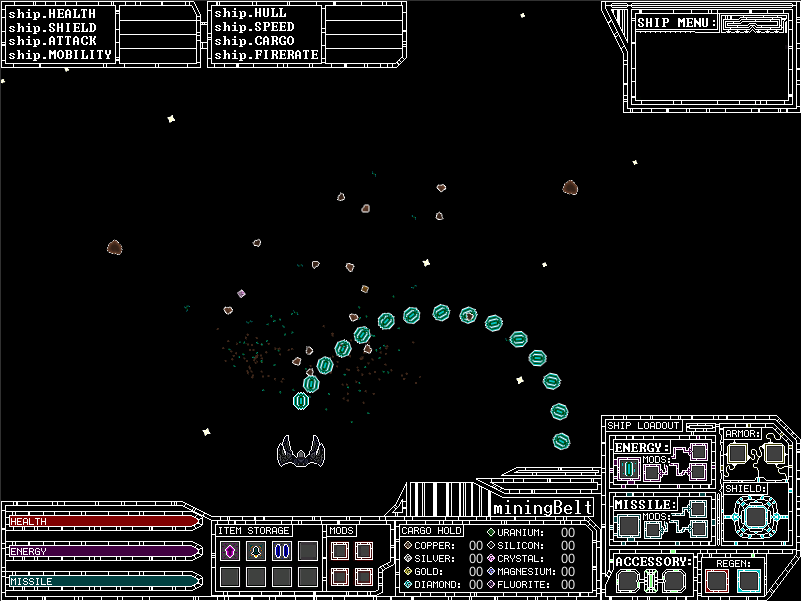 ship.HEALTH
ship.SHIELD
ship.ATTACK
ship.MOBILITY
ship.HULL
ship.SPEED
ship.CARGO
ship.FIRERATE
SHIP MENU:
SHIP LOADOUT
ENERGY:
MODS:
ARMOR:
SHIELD:
MISSILE:
MODS:
ACCESSORY:
REGEN:
miningBelt
HEALTH
ENERGY
MISSILE
ITEM STORAGE
MODS
CARGO HOLD
COPPER: 00
SILVER: 00
GOLD: 00
DIAMOND: 00
URANIUM: 00
SILICON: 00
CRYSTAL: 00
MAGNESIUM: 00
FLUORITE: 00